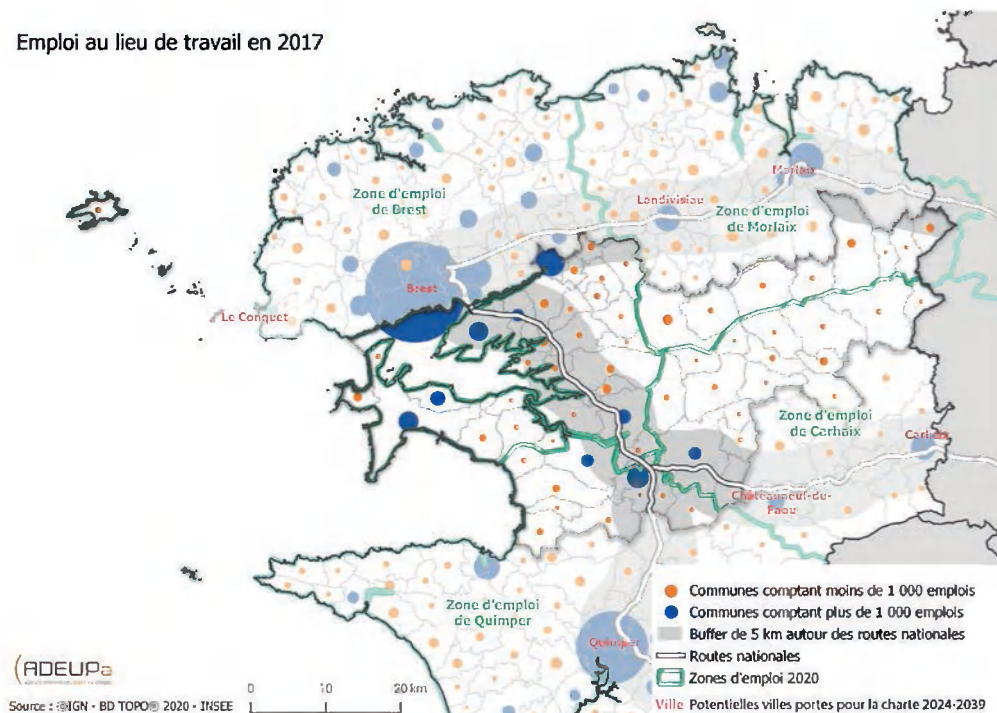 Emploi au lieu de travail en 2017
Morlaix
Landivisiau
Zone d'emploi
de Brest
Zone d'emploi
de Morlaix
Brest
Le Conquet
Zone d'emploi
de Carhaix
Carhaix
Châteauneuf-du-
Faou
Zone d'emploi
de Quimper
Quimper
Communes comptant moins de 1 000 emplois
Communes comptant plus de 1 000 emplois
Buffer de 5 km autour des routes nationales
Routes nationales
Zones d'emploi 2020
Ville Potentielles villes portes pour la charte 2024-2039
ADEUPa
0 10 20 km
Source : ©IGN - BD TOPO® 2020 - INSEE